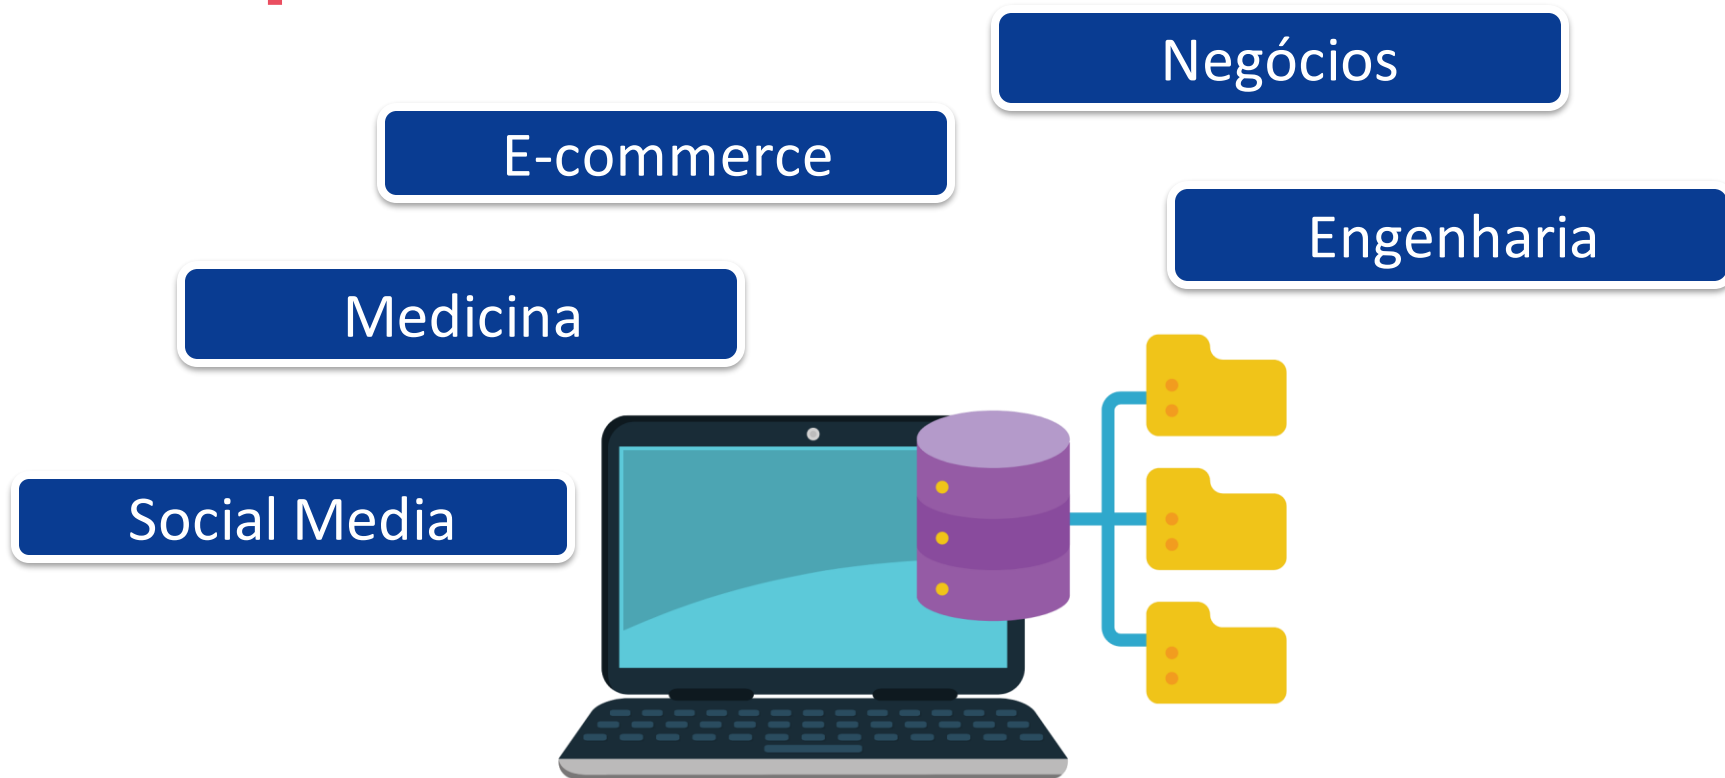 Negócios
E-commerce
Engenharia
Medicina
Social Media